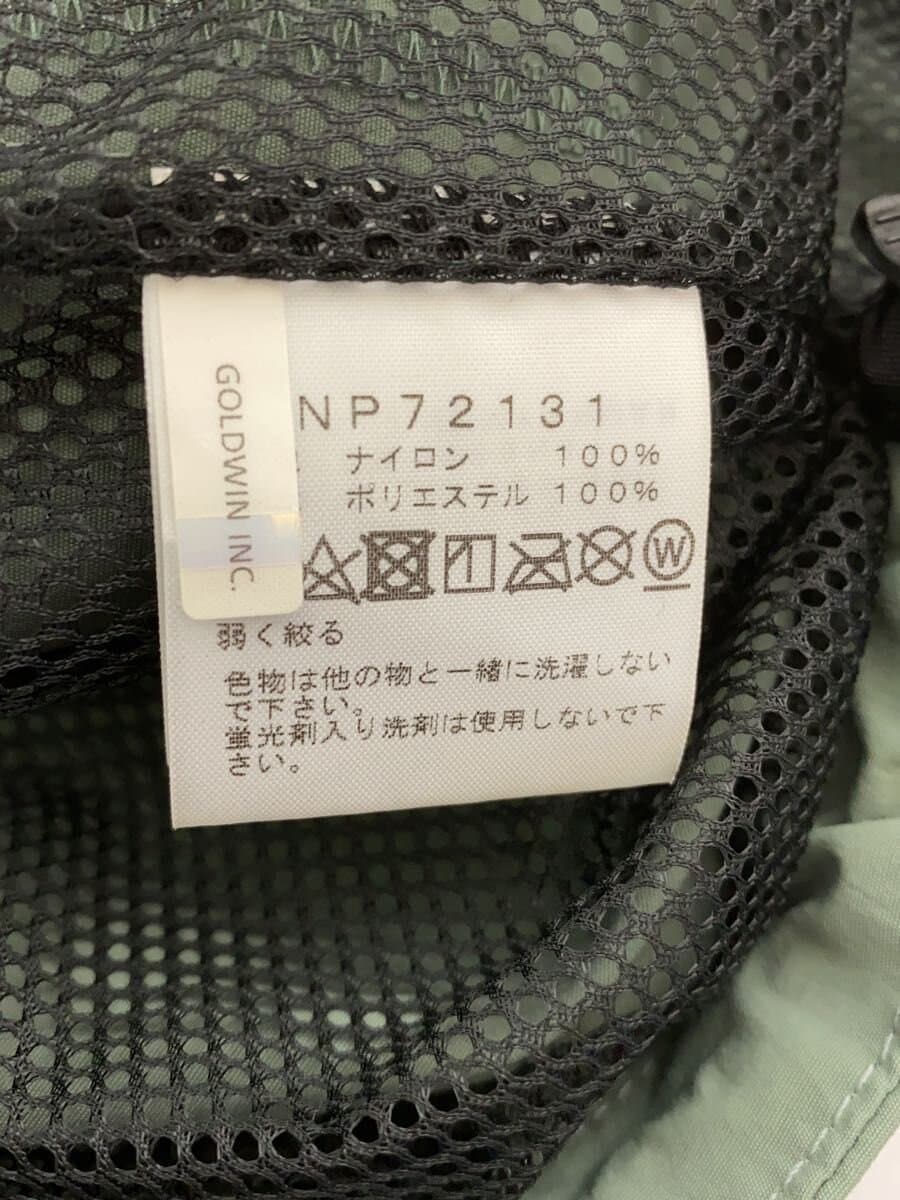 GOLDWIN INC.
NP72131
ナイロン 100%
ポリエステル 100%
W
弱く絞る
色物は他の物と一緒に洗濯しない
で下さい。
蛍光剤入り洗剤は使用しないで下
さい。